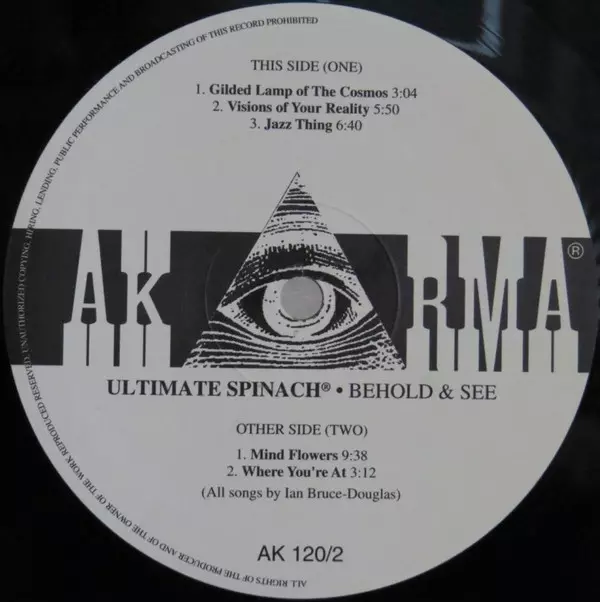 ALL RIGHTS OF THE PRODUCER AND OF THE OWNER OF THE WORK REPRODUCED RESERVED. UNAUTHORIZED COPYING, HIRING, LENDING, PUBLIC PERFORMANCE AND BROADCASTING OF THIS RECORD PROHIBITED
THIS SIDE (ONE)
1. Gilded Lamp of The Cosmos 3:04
2. Visions of Your Reality 5:50
3. Jazz Thing 6:40
AK RMA ®
ULTIMATE SPINACH® • BEHOLD & SEE
OTHER SIDE (TWO)
1. Mind Flowers 9:38
2. Where You're At 3:12
(All songs by Ian Bruce-Douglas)
AK 120/2